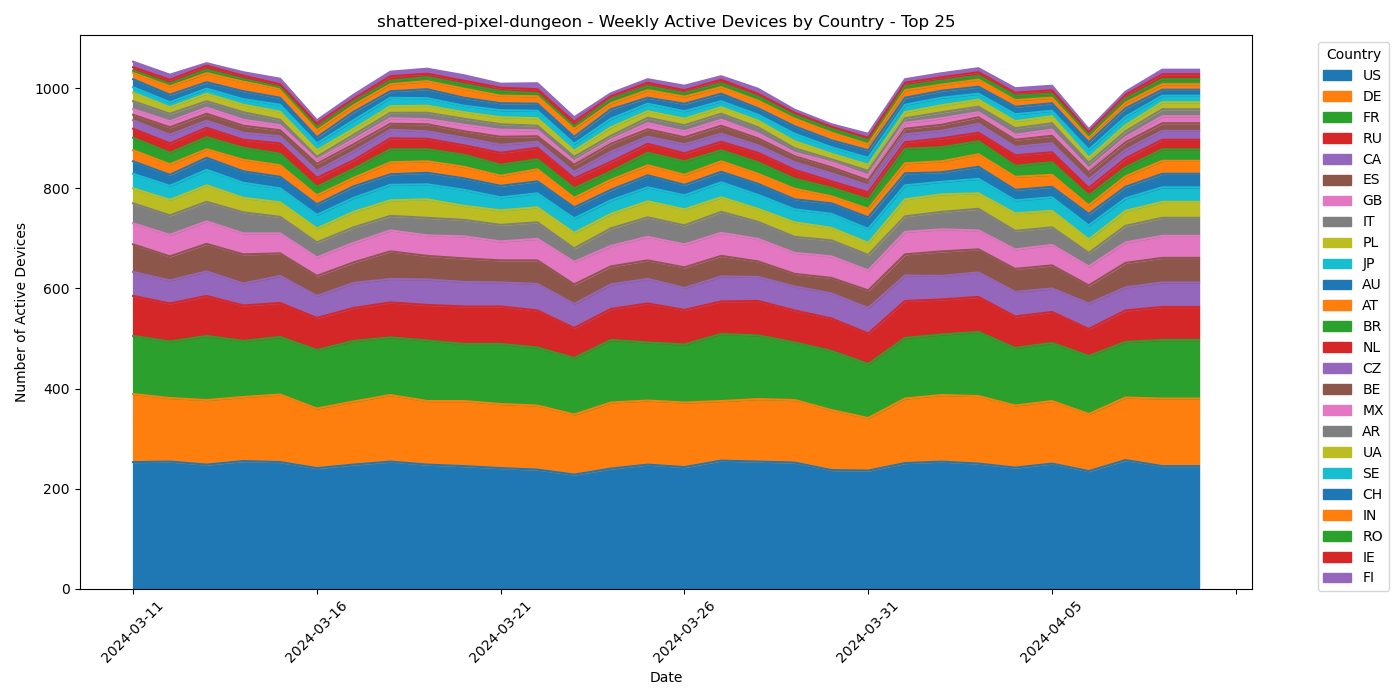 shattered-pixel-dungeon - Weekly Active Devices by Country - Top 25
Number of Active Devices
1000
800
600
400
200
0
2024-03-11
2024-03-16
2024-03-21
2024-03-26
2024-03-31
2024-04-05
Date
Country
US
DE
FR
RU
CA
ES
GB
IT
PL
JP
AU
AT
BR
NL
CZ
BE
MX
AR
UA
SE
CH
IN
RO
IE
FI